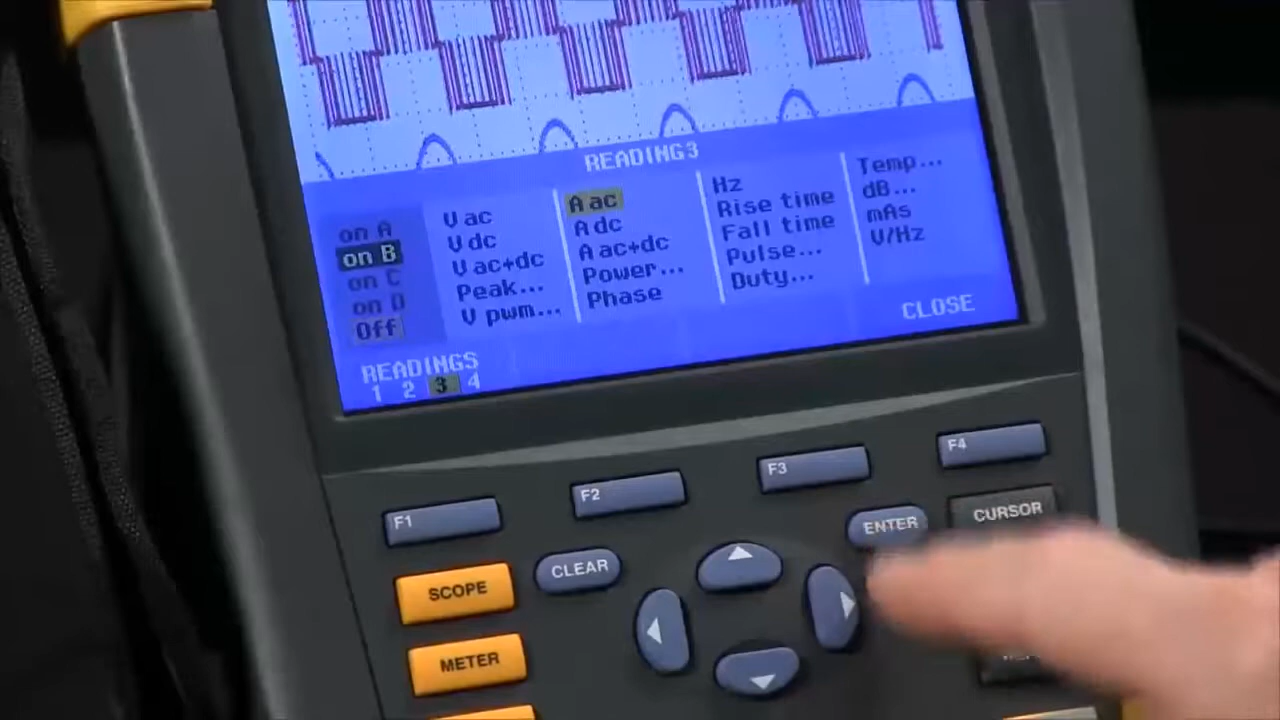 READING3
on A
on B
on C
on D
Off
V ac
V dc
V ac+dc
Peak...
V pwm...
A ac
A dc
A ac+dc
Power...
Phase
Hz
Rise time
Fall time
Pulse...
Duty...
Temp...
dB...
mAs
V/Hz
CLOSE
READINGS
1 2 3 4
F1
F2
F3
F4
ENTER
CURSOR
CLEAR
SCOPE
METER